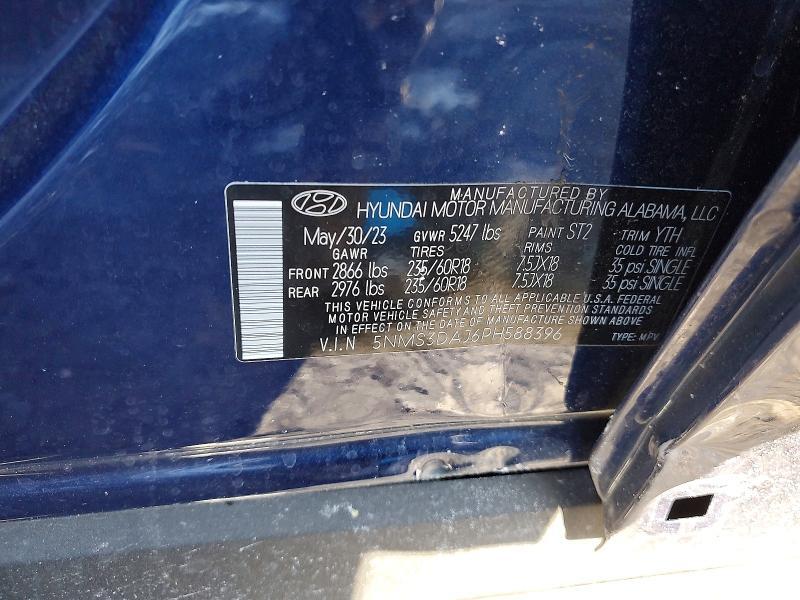 MANUFACTURED BY
HYUNDAI MOTOR MANUFACTURING ALABAMA, LLC
May/30/23 GVWR 5247 lbs PAINT ST2 TRIM YTH
GAWR TIRES RIMS COLD TIRE INFL
FRONT 2866 lbs 235/60R18 7.5JX18 35 psi SINGLE
REAR 2976 lbs 235/60R18 7.5JX18 35 psi SINGLE
THIS VEHICLE CONFORMS TO ALL APPLICABLE U.S.A. FEDERAL
MOTOR VEHICLE SAFETY AND THEFT PREVENTION STANDARDS
IN EFFECT ON THE DATE OF MANUFACTURE SHOWN ABOVE.
V.I.N 5NMS3DAJ6PH588396 TYPE: MPV